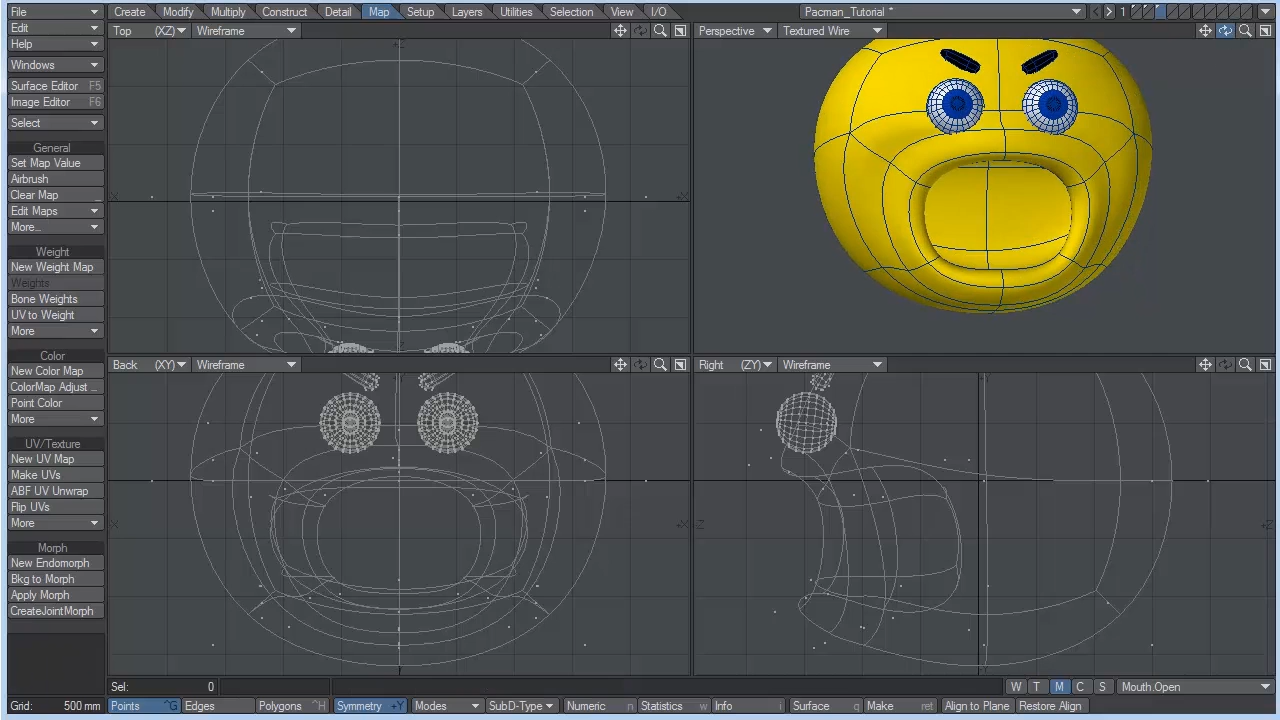 File Create Modify Multiply Construct Detail Map Setup Layers Utilities Selection View I/O Pacman_Tutorial * < > 1
Edit
Help
Windows
Surface Editor F5
Image Editor F6
Select
General
Set Map Value
Airbrush
Clear Map _
Edit Maps
More...
Weight
New Weight Map
Weights
Bone Weights
UV to Weight
More
Color
New Color Map
ColorMap Adjust ...
Point Color
More
UV/Texture
New UV Map
Make UVs
ABF UV Unwrap
Flip UVs
More
Morph
New Endomorph
Bkg to Morph
Apply Morph
CreateJointMorph
Top (XZ) Wireframe
Perspective Textured Wire
Back (XY) Wireframe
Right (ZY) Wireframe
Sel: 0
W T M C S Mouth.Open
Grid: 500 mm Points ^G Edges Polygons ^H Symmetry +Y Modes SubD-Type Numeric n Statistics w Info i Surface q Make ret Align to Plane Restore Align